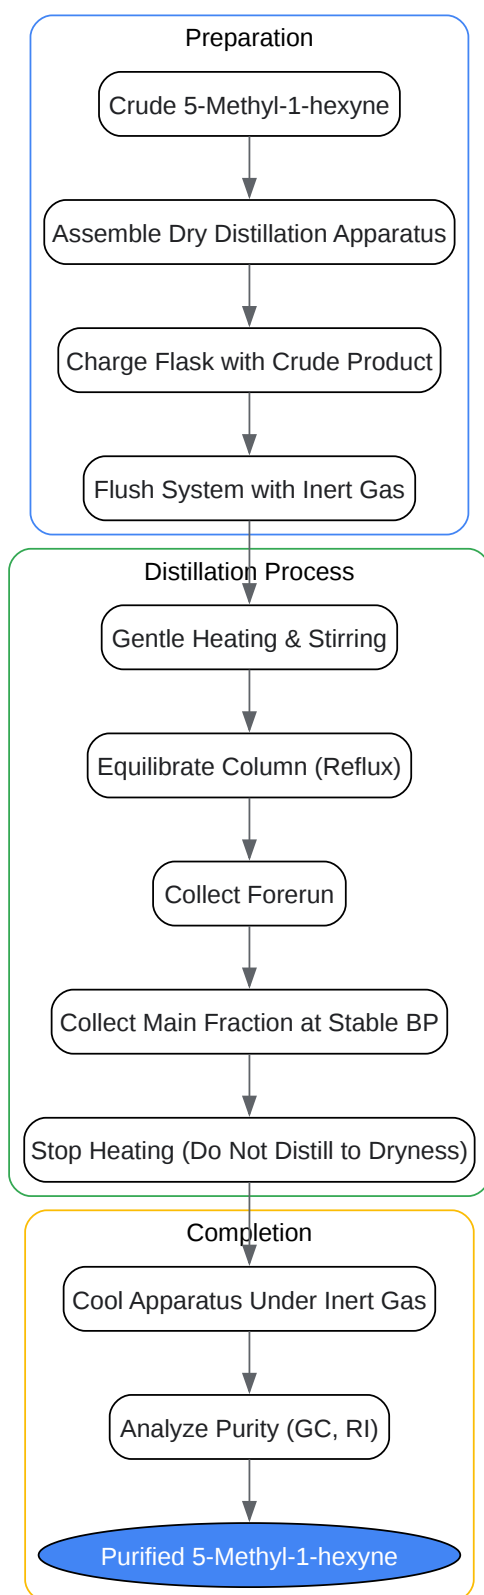 Preparation
Crude 5-Methyl-1-hexyne
Assemble Dry Distillation Apparatus
Charge Flask with Crude Product
Flush System with Inert Gas
Distillation Process
Gentle Heating & Stirring
Equilibrate Column (Reflux)
Collect Forerun
Collect Main Fraction at Stable BP
Stop Heating (Do Not Distill to Dryness)
Completion
Cool Apparatus Under Inert Gas
Analyze Purity (GC, RI)
Purified 5-Methyl-1-hexyne